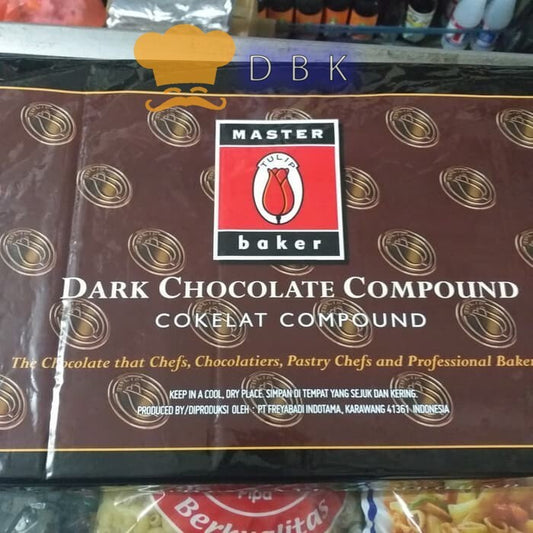 DBK
MASTER
TULIP
baker
DARK CHOCOLATE COMPOUND
COKELAT COMPOUND
The Chocolate that Chefs, Chocolatiers, Pastry Chefs and Professional Baker
KEEP IN A COOL, DRY PLACE. SIMPAN DI TEMPAT YANG SEJUK DAN KERING.
PRODUCED BY/DIPRODUKSI OLEH : PT FREYABADI INDOTAMA, KARAWANG 41361 - INDONESIA
Pipa
Berkualitas